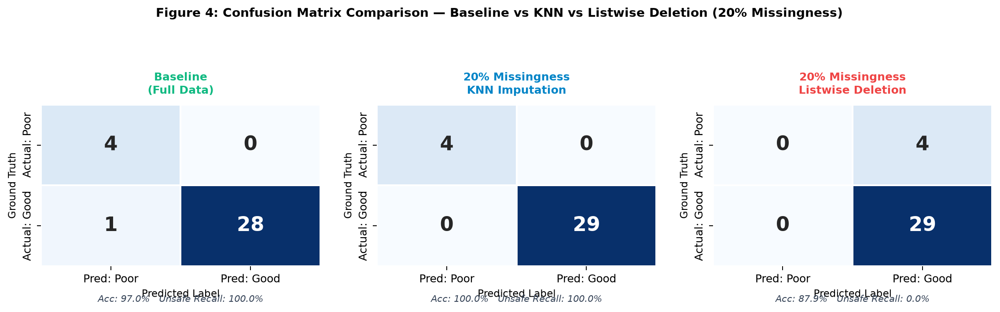 Figure 4: Confusion Matrix Comparison — Baseline vs KNN vs Listwise Deletion (20% Missingness)
Baseline
(Full Data)
Ground Truth
Actual: Poor
Actual: Good
4
0
1
28
Pred: Poor
Pred: Good
Predicted Label
Acc: 97.0%   Unsafe Recall: 100.0%
20% Missingness
KNN Imputation
Ground Truth
Actual: Poor
Actual: Good
4
0
0
29
Pred: Poor
Pred: Good
Predicted Label
Acc: 100.0%   Unsafe Recall: 100.0%
20% Missingness
Listwise Deletion
Ground Truth
Actual: Poor
Actual: Good
0
4
0
29
Pred: Poor
Pred: Good
Predicted Label
Acc: 87.9%   Unsafe Recall: 0.0%